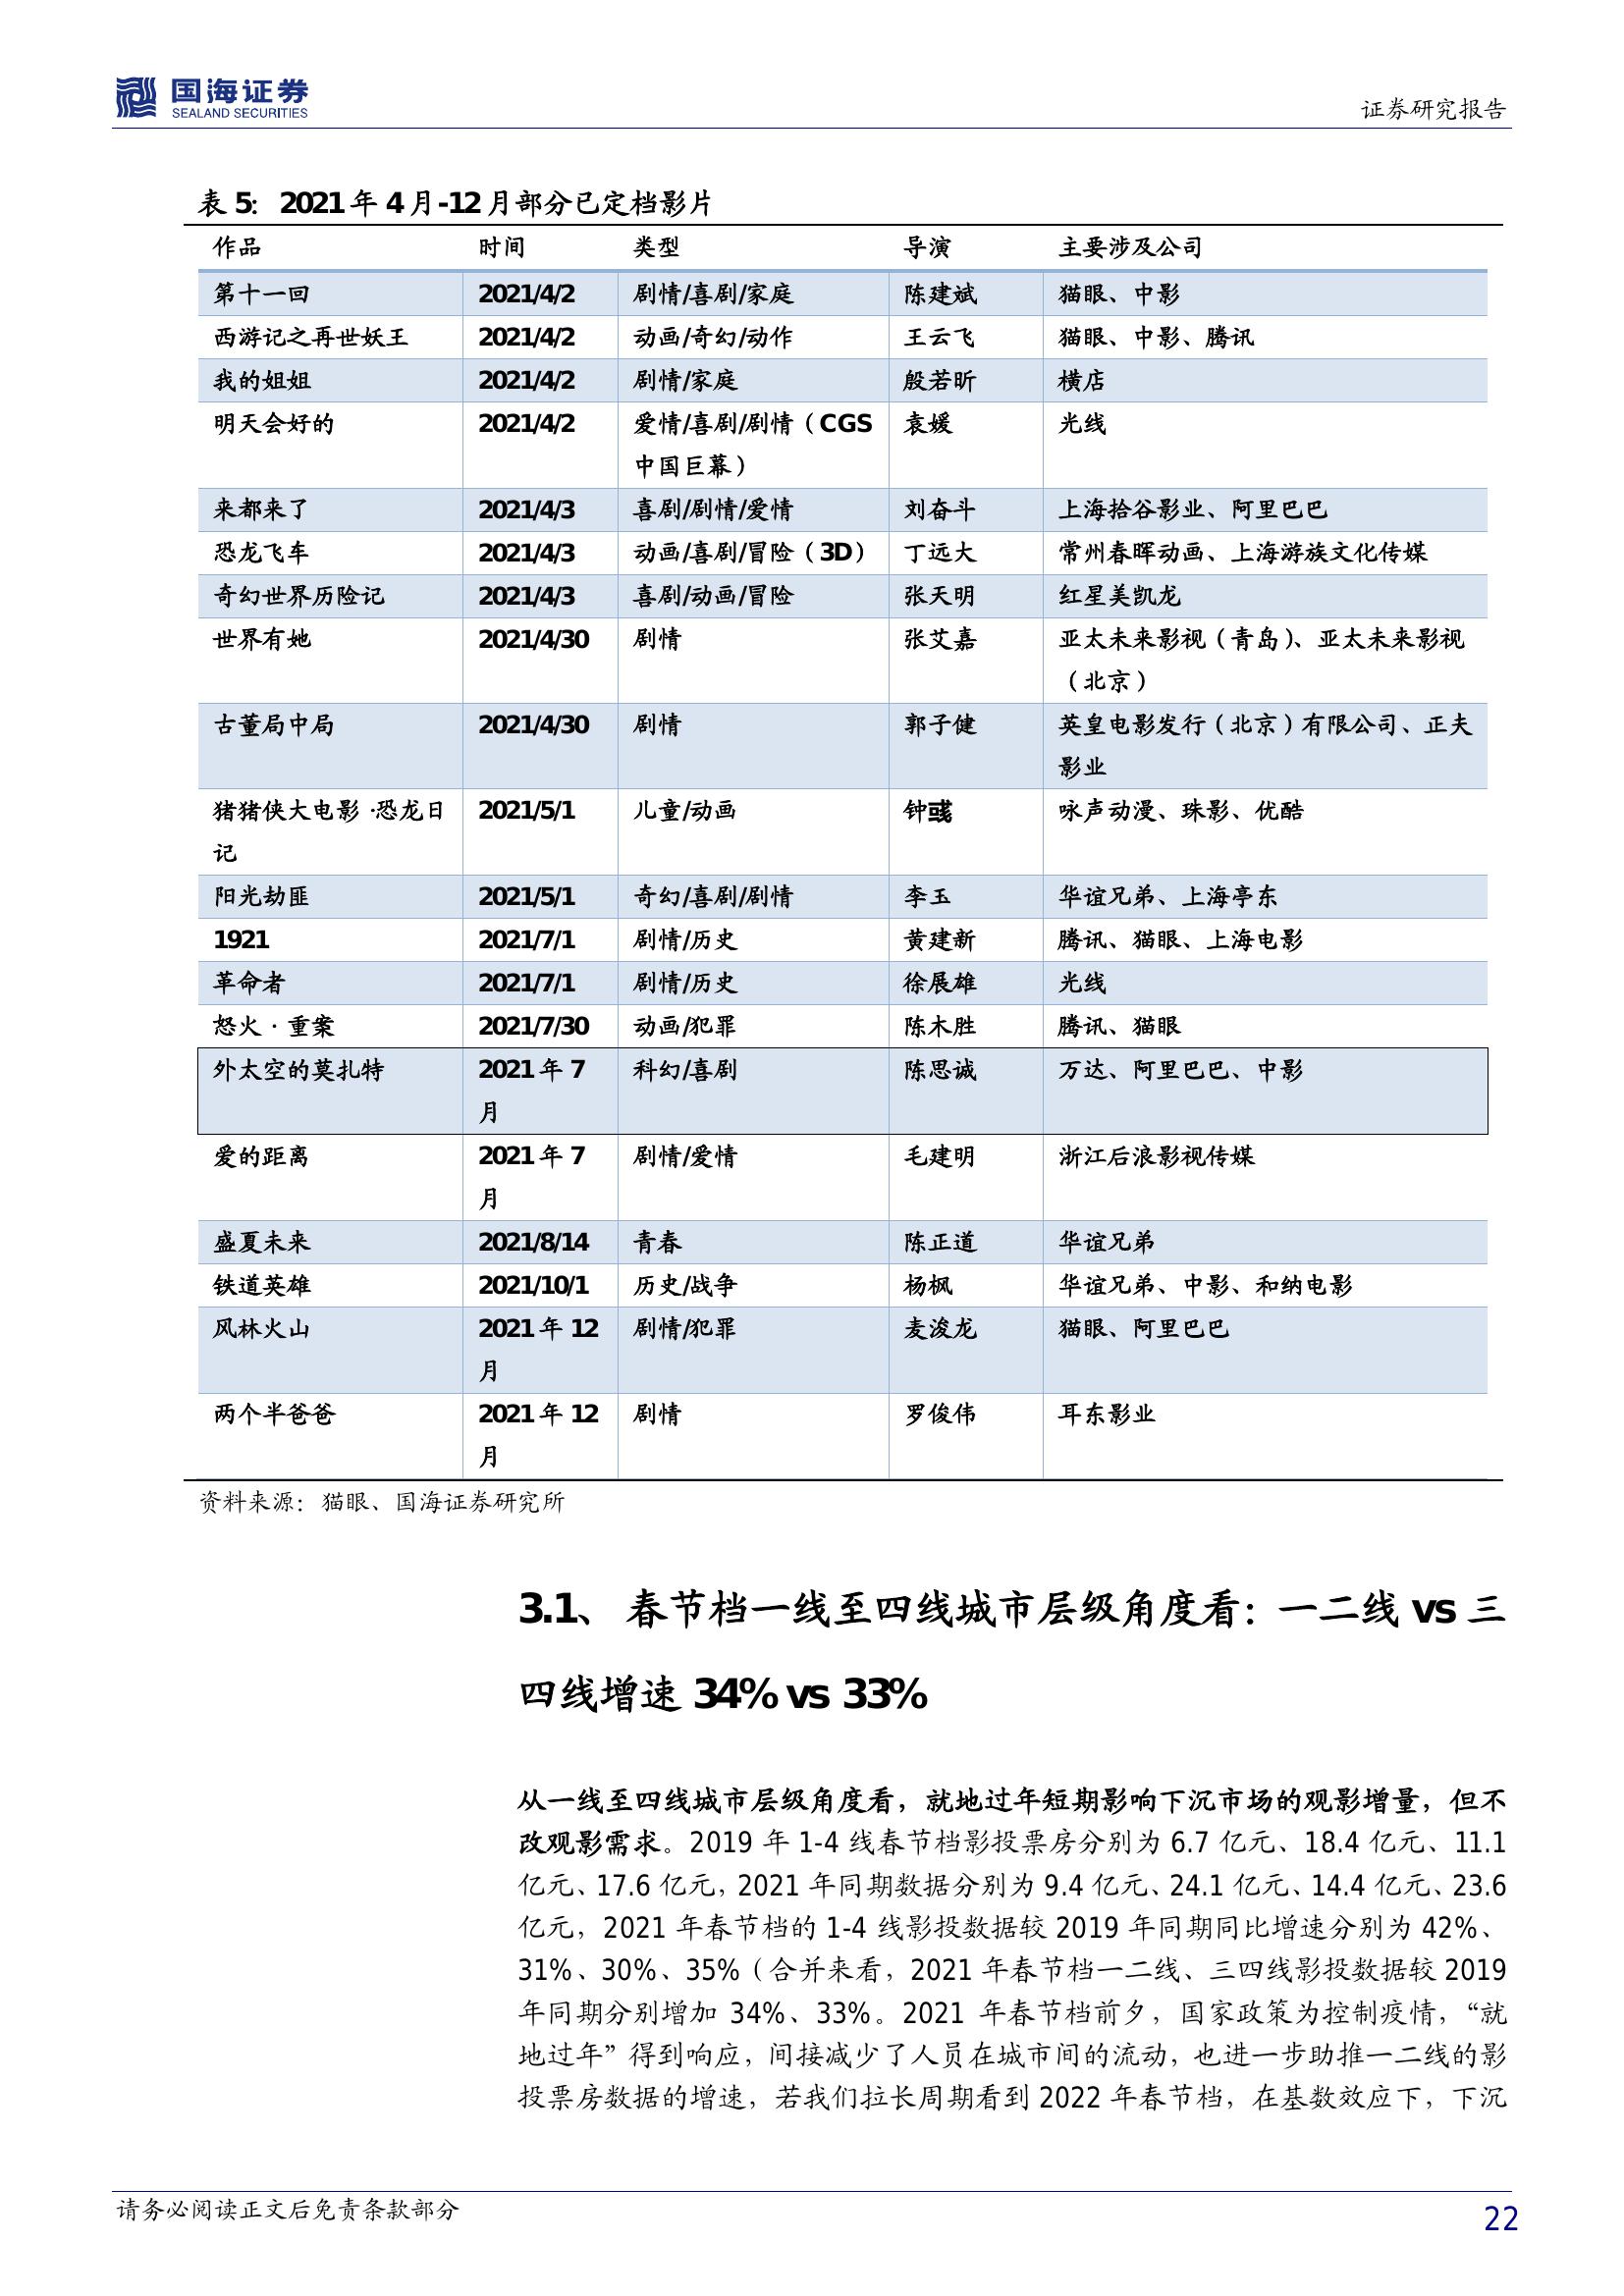 国海证券
SEALAND SECURITIES
证券研究报告
表 5: 2021 年 4 月-12 月部分已定档影片
作品 时间 类型 导演 主要涉及公司
第十一回 2021/4/2 剧情/喜剧/家庭 陈建斌 猫眼、中影
西游记之再世妖王 2021/4/2 动画/奇幻/动作 王云飞 猫眼、中影、腾讯
我的姐姐 2021/4/2 剧情/家庭 殷若昕 横店
明天会好的 2021/4/2 爱情/喜剧/剧情（CGS 袁媛 光线
中国巨幕）
来都来了 2021/4/3 喜剧/剧情/爱情 刘奋斗 上海拾谷影业、阿里巴巴
恐龙飞车 2021/4/3 动画/喜剧/冒险（3D） 丁远大 常州春晖动画、上海游族文化传媒
奇幻世界历险记 2021/4/3 喜剧/动画/冒险 张天明 红星美凯龙
世界有她 2021/4/30 剧情 张艾嘉 亚太未来影视（青岛）、亚太未来影视
（北京）
古董局中局 2021/4/30 剧情 郭子健 英皇电影发行（北京）有限公司、正夫
影业
猪猪侠大电影·恐龙日 2021/5/1 儿童/动画 钟彧 咏声动漫、珠影、优酷
记
阳光劫匪 2021/5/1 奇幻/喜剧/剧情 李玉 华谊兄弟、上海亭东
1921 2021/7/1 剧情/历史 黄建新 腾讯、猫眼、上海电影
革命者 2021/7/1 剧情/历史 徐展雄 光线
怒火·重案 2021/7/30 动画/犯罪 陈木胜 腾讯、猫眼
外太空的莫扎特 2021 年 7 科幻/喜剧 陈思诚 万达、阿里巴巴、中影
月
爱的距离 2021 年 7 剧情/爱情 毛建明 浙江后浪影视传媒
月
盛夏未来 2021/8/14 青春 陈正道 华谊兄弟
铁道英雄 2021/10/1 历史/战争 杨枫 华谊兄弟、中影、和纳电影
风林火山 2021 年 12 剧情/犯罪 麦浚龙 猫眼、阿里巴巴
月
两个半爸爸 2021 年 12 剧情 罗俊伟 耳东影业
月
资料来源：猫眼、国海证券研究所
3.1、 春节档一线至四线城市层级角度看：一二线 vs 三
四线增速 34% vs 33%
从一线至四线城市层级角度看，就地过年短期影响下沉市场的观影增量，但不
改观影需求。2019 年 1-4 线春节档影投票房分别为 6.7 亿元、18.4 亿元、11.1
亿元、17.6 亿元，2021 年同期数据分别为 9.4 亿元、24.1 亿元、14.4 亿元、23.6
亿元，2021 年春节档的 1-4 线影投数据较 2019 年同期同比增速分别为 42%、
31%、30%、35%（合并来看，2021 年春节档一二线、三四线影投数据较 2019
年同期分别增加 34%、33%。2021 年春节档前夕，国家政策为控制疫情，“就
地过年”得到响应，间接减少了人员在城市间的流动，也进一步助推一二线的影
投票房数据的增速，若我们拉长周期看到 2022 年春节档，在基数效应下，下沉
请务必阅读正文后免责条款部分
22